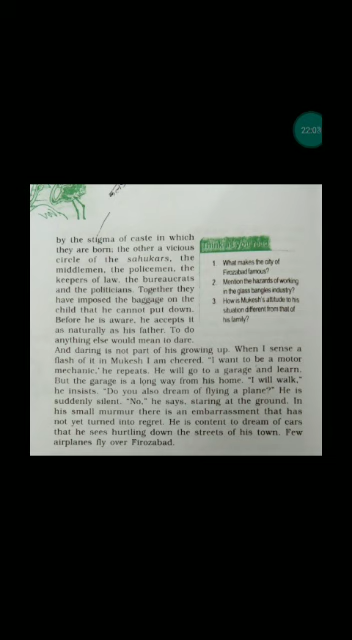 22:03
by the stigma of caste in which
they are born; the other a vicious
circle of the sahukars, the
middlemen, the policemen, the
keepers of law, the bureaucrats
and the politicians. Together they
have imposed the baggage on the
child that he cannot put down.
Before he is aware, he accepts it
as naturally as his father. To do
anything else would mean to dare.
And daring is not part of his growing up. When I sense a
flash of it in Mukesh I am cheered. “I want to be a motor
mechanic,’ he repeats. He will go to a garage and learn.
But the garage is a long way from his home. “I will walk,”
he insists. “Do you also dream of flying a plane?” He is
suddenly silent. “No,” he says, staring at the ground. In
his small murmur there is an embarrassment that has
not yet turned into regret. He is content to dream of cars
that he sees hurtling down the streets of his town. Few
airplanes fly over Firozabad.
1 What makes the city of
Firozabad famous?
2 Mention the hazards of working
in the glass bangles industry?
3 How is Mukesh's attitude to his
situation different from that of
his family?